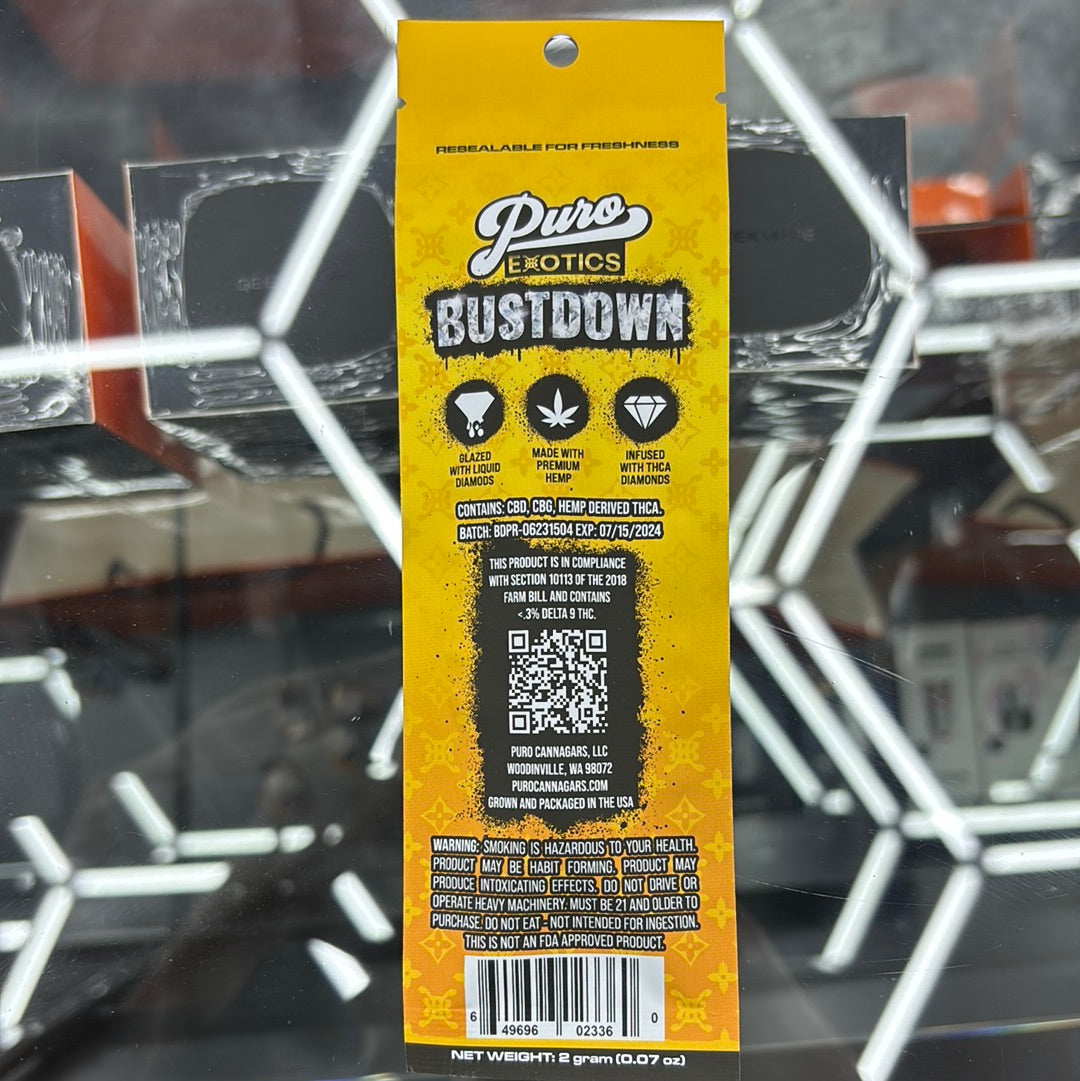 RESEALABLE FOR FRESHNESS
Puro
EXOTICS
BUSTDOWN
GLAZED
WITH LIQUID
DIAMODS
MADE WITH
PREMIUM
HEMP
INFUSED
WITH THCA
DIAMONDS
CONTAINS: CBD, CBG, HEMP DERIVED THCA.
BATCH: BDPR-06231504 EXP: 07/15/2024
THIS PRODUCT IS IN COMPLIANCE
WITH SECTION 10113 OF THE 2018
FARM BILL AND CONTAINS
<.3% DELTA 9 THC.
PURO CANNAGARS, LLC
WOODINVILLE, WA 98072
PUROCANNAGARS.COM
GROWN AND PACKAGED IN THE USA
WARNING: SMOKING IS HAZARDOUS TO YOUR HEALTH.
PRODUCT MAY BE HABIT FORMING. PRODUCT MAY
PRODUCE INTOXICATING EFFECTS. DO NOT DRIVE OR
OPERATE HEAVY MACHINERY. MUST BE 21 AND OLDER TO
PURCHASE. DO NOT EAT - NOT INTENDED FOR INGESTION.
THIS IS NOT AN FDA APPROVED PRODUCT.
6 49696 02336 0
NET WEIGHT: 2 gram (0.07 oz)